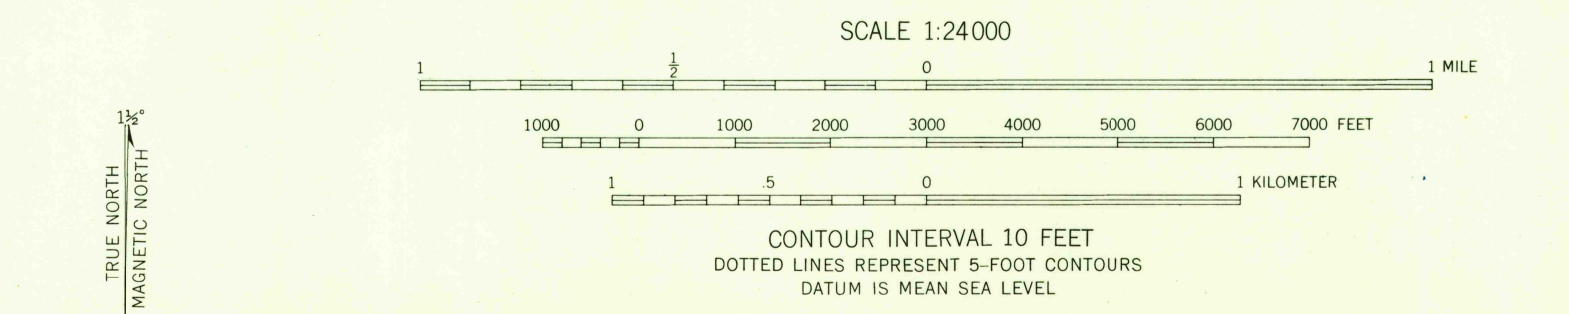 SCALE 1:24 000
1 ½ 0 1 MILE
1000 0 1000 2000 3000 4000 5000 6000 7000 FEET
1 .5 0 1 KILOMETER
CONTOUR INTERVAL 10 FEET
DOTTED LINES REPRESENT 5-FOOT CONTOURS
DATUM IS MEAN SEA LEVEL
1½°
TRUE NORTH
MAGNETIC NORTH